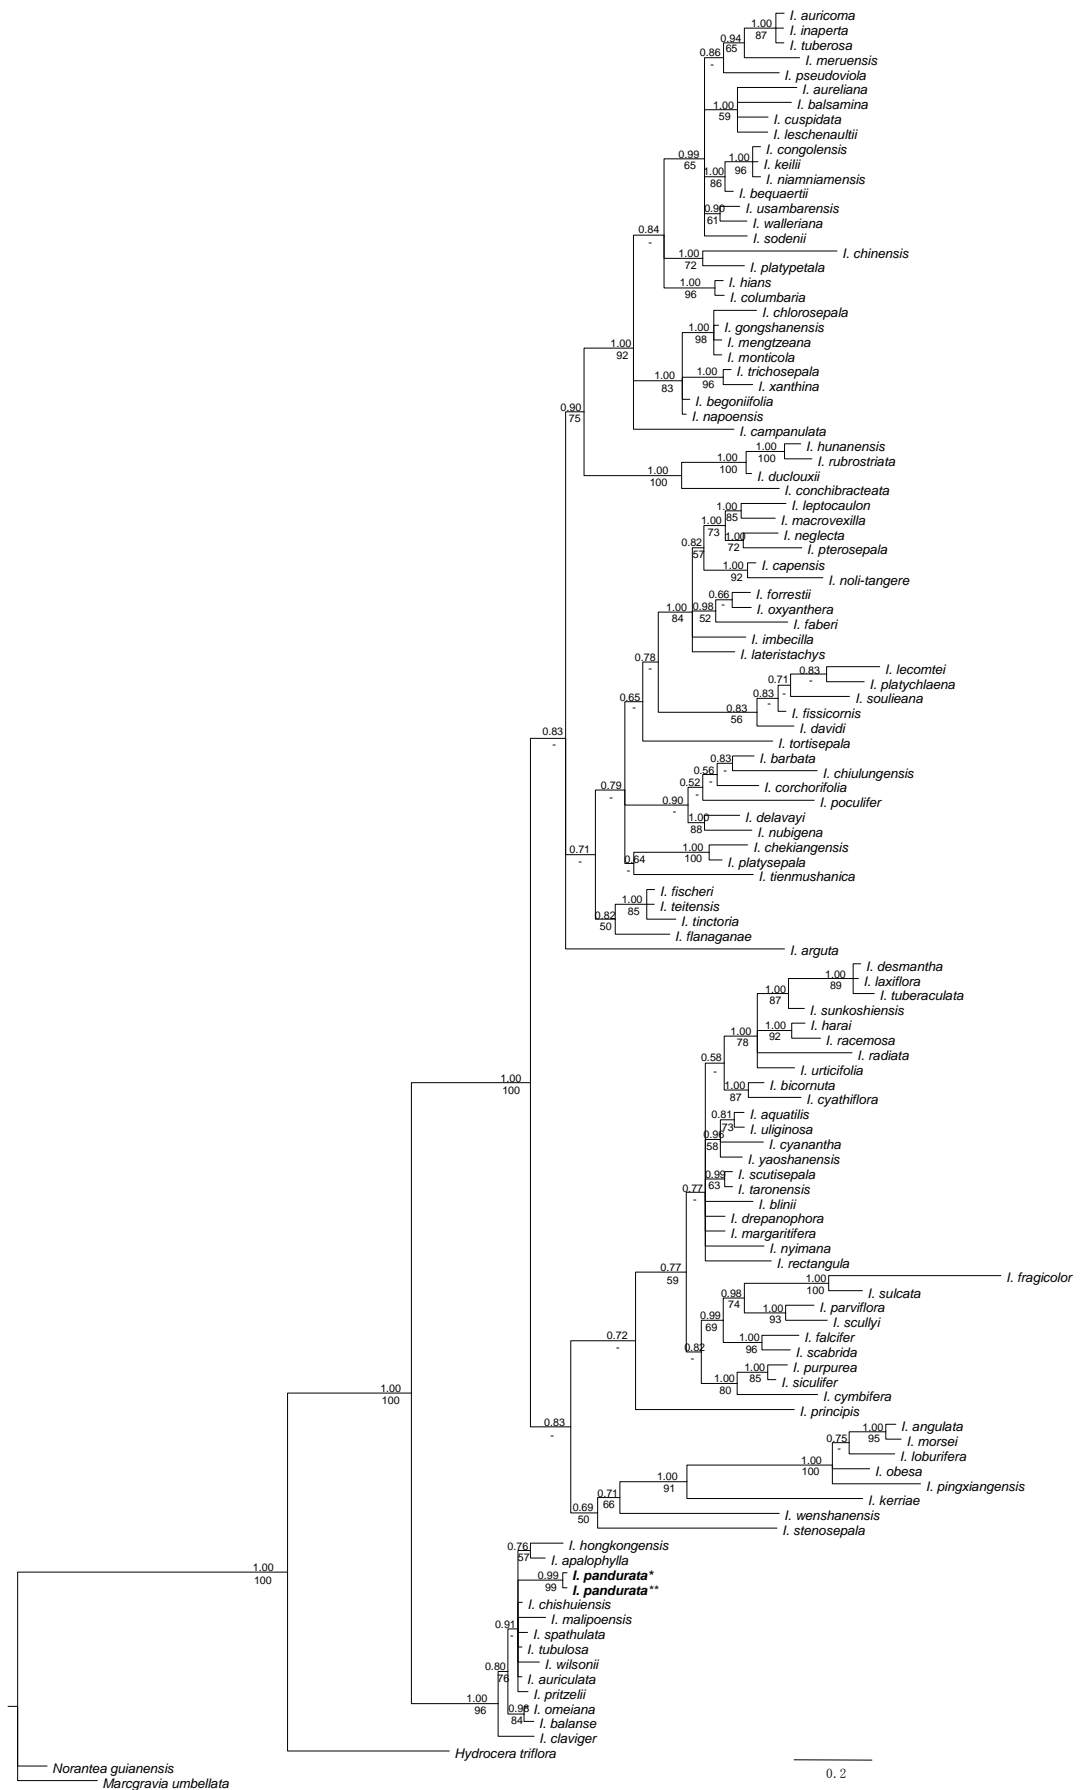 I. auricoma
1.00
87
I. inaperta
0.94
65
I. tuberosa
0.86
-
I. meruensis
I. pseudoviola
I. aureliana
1.00
59
I. balsamina
I. cuspidata
I. leschenaultii
I. congolensis
0.99
65
1.00
96
I. keilii
1.00
86
I. niamniamensis
I. bequaertii
0.90
61
I. usambarensis
I. walleriana
0.84
-
I. sodenii
I. chinensis
1.00
72
I. platypetala
1.00
96
I. hians
I. columbaria
I. chlorosepala
1.00
98
I. gongshanensis
I. mengtzeana
1.00
92
I. monticola
1.00
83
1.00
96
I. trichosepala
I. xanthina
I. begoniifolia
0.90
75
I. napoensis
I. campanulata
1.00
100
I. hunanensis
1.00
100
I. rubrostriata
1.00
100
I. duclouxii
I. conchibracteata
1.00
85
I. leptocaulon
1.00
73
I. macrovexilla
1.00
72
I. neglecta
0.82
57
I. pterosepala
1.00
92
I. capensis
I. noli-tangere
0.66
-
I. forrestii
1.00
84
0.98
52
I. oxyanthera
I. faberi
I. imbecilla
0.78
-
I. lateristachys
0.83
-
I. lecomtei
0.71
-
I. platychlaena
0.83
-
I. soulieana
0.65
-
0.83
56
I. fissicornis
I. davidi
0.83
-
I. tortisepala
0.83
-
I. barbata
0.56
-
I. chiulungensis
0.79
-
0.52
-
I. corchorifolia
0.90
-
I. poculifer
1.00
88
I. delavayi
I. nubigena
0.71
-
0.64
-
1.00
100
I. chekiangensis
I. platysepala
I. tienmushanica
I. fischeri
1.00
85
I. teitensis
0.82
50
I. tinctoria
I. flanaganae
I. arguta
I. desmantha
1.00
89
I. laxiflora
1.00
87
I. tuberaculata
I. sunkoshiensis
1.00
78
1.00
92
I. harai
I. racemosa
0.58
-
I. radiata
I. urticifolia
1.00
100
1.00
87
I. bicornuta
I. cyathiflora
0.81
73
I. aquatilis
I. uliginosa
0.96
58
I. cyanantha
I. yaoshanensis
0.99
63
I. scutisepala
0.77
-
I. taronensis
I. blinii
I. drepanophora
I. margaritifera
I. nyimana
0.77
59
I. rectangula
1.00
100
I. fragicolor
0.98
74
I. sulcata
0.99
69
1.00
93
I. parviflora
I. scullyi
0.72
-
0.82
-
1.00
96
I. falcifer
I. scabrida
1.00
85
I. purpurea
1.00
80
I. siculifer
1.00
100
I. cymbifera
I. principis
0.83
-
1.00
95
I. angulata
0.75
-
I. morsei
I. loburifera
1.00
100
I. obesa
1.00
91
I. pingxiangensis
0.71
66
I. kerriae
0.69
50
I. wenshanensis
I. stenosepala
0.76
57
I. hongkongensis
I. apalophylla
1.00
100
0.99
99
I. pandurata*
I. pandurata**
I. chishuiensis
I. malipoensis
0.91
-
I. spathulata
I. tubulosa
0.80
76
I. wilsonii
I. auriculata
1.00
96
I. pritzelii
84
I. omeiana
I. balanse
I. claviger
Hydrocera triflora
Norantea guianensis
Marcgravia umbellata
0.2